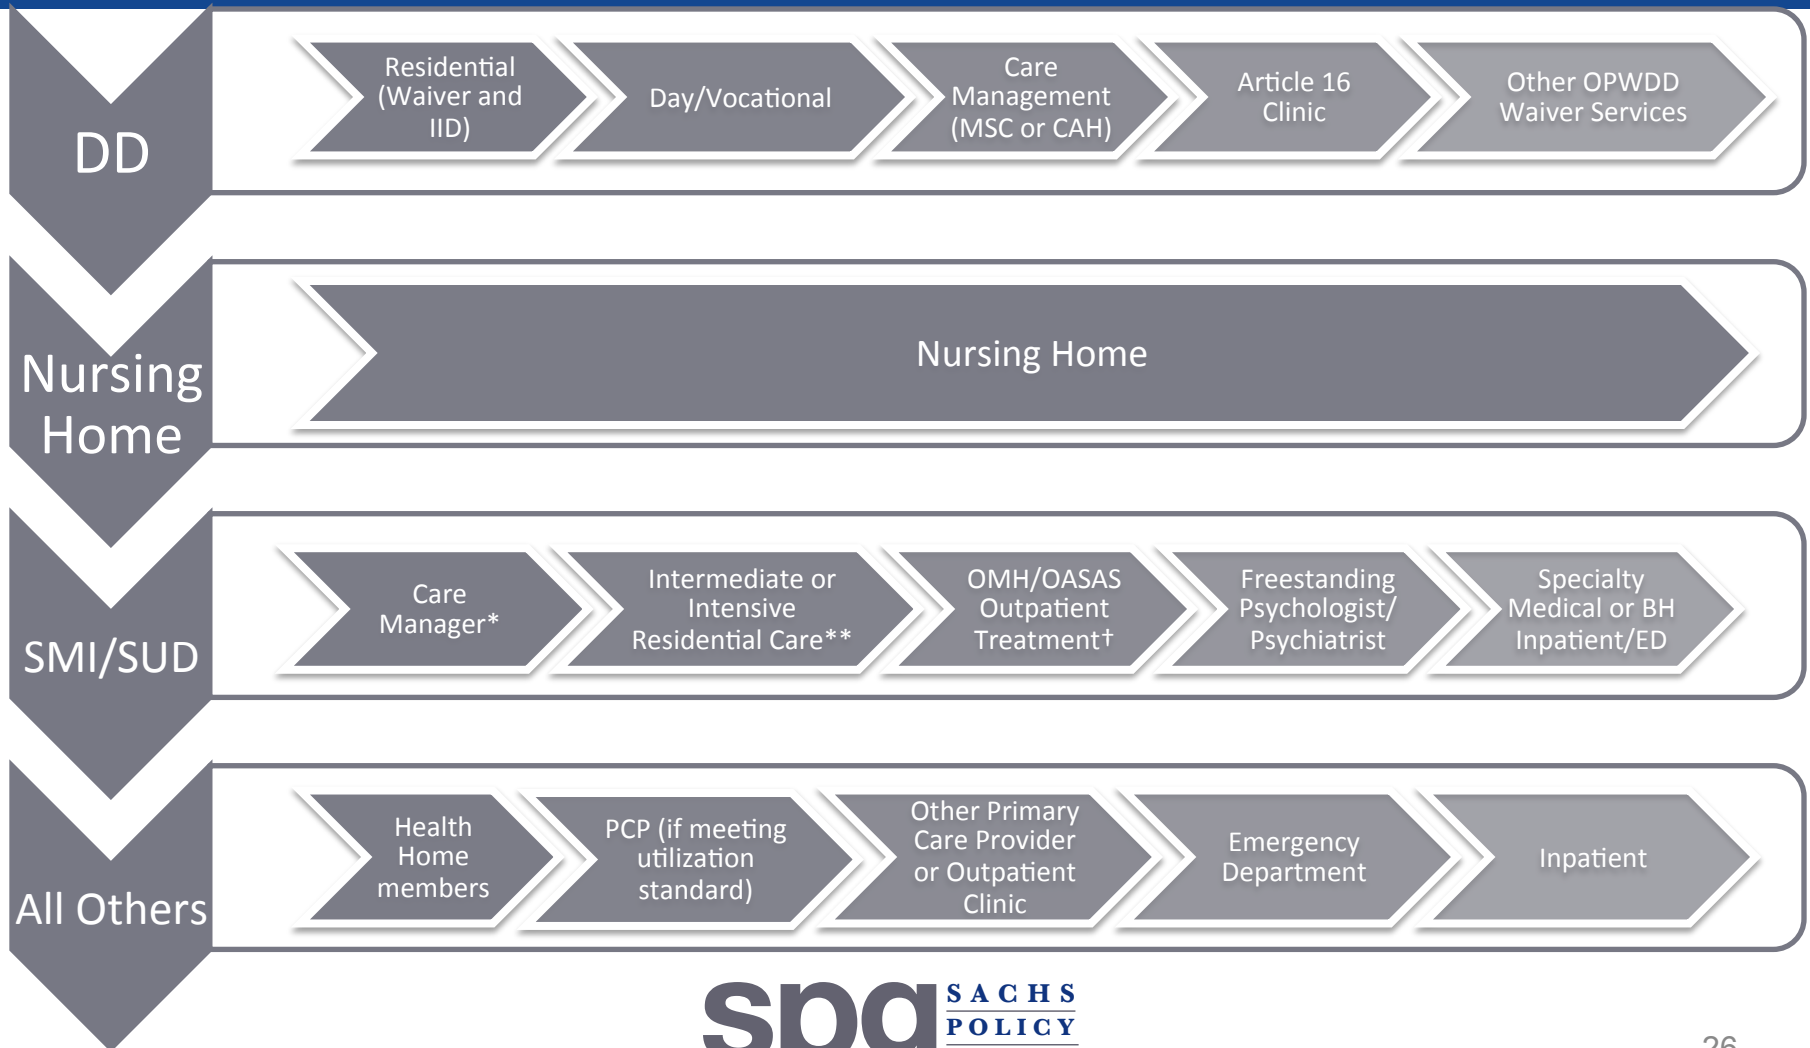 DD
Residential
(Waiver and
IID)
Day/Vocational
Care
Management
(MSC or CAH)
Article 16
Clinic
Other OPWDD
Waiver Services
Nursing
Home
Nursing Home
SMI/SUD
Care
Manager*
Intermediate or
Intensive
Residential Care**
OMH/OASAS
Outpatient
Treatment†
Freestanding
Psychologist/
Psychiatrist
Specialty
Medical or BH
Inpatient/ED
All Others
Health
Home
members
PCP (if meeting
utilization
standard)
Other Primary
Care Provider
or Outpatient
Clinic
Emergency
Department
Inpatient
spg
SACHS
POLICY
26